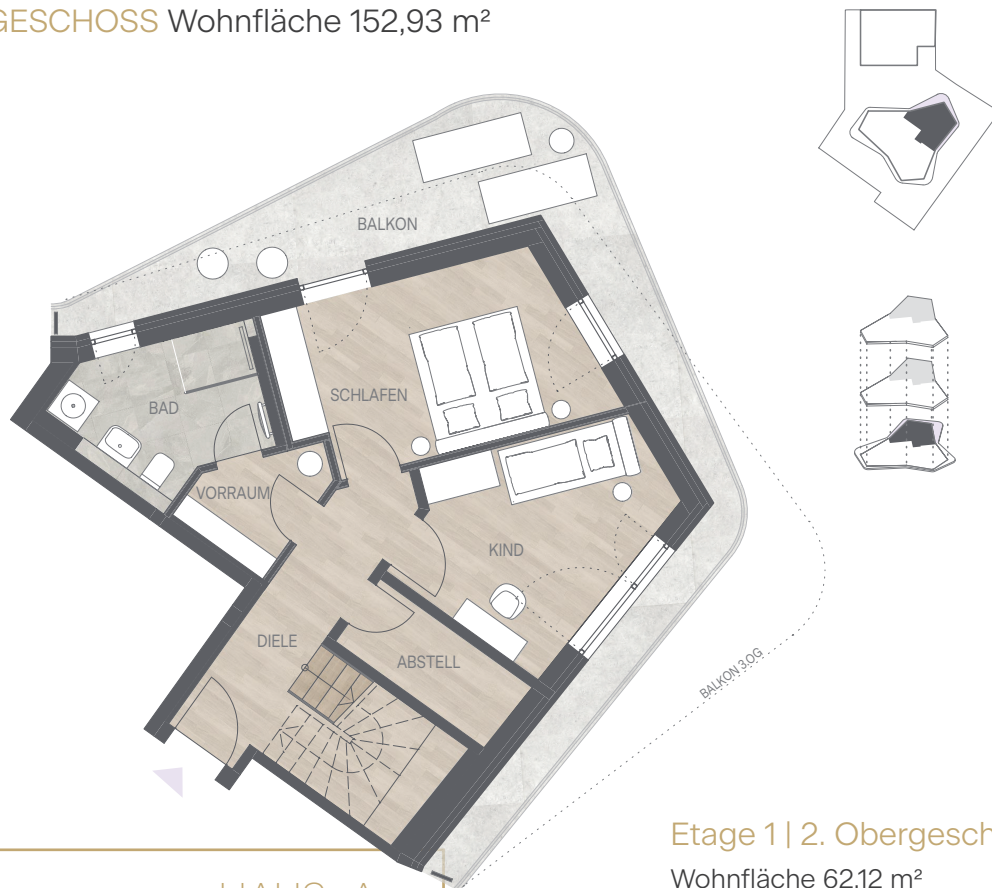 GESCHOSS Wohnfläche 152,93 m²
BALKON
SCHLAFEN
BAD
VORRAUM
KIND
DIELE
ABSTELL
BALKON 3.OG
Etage 1 | 2. Obergesch
Wohnfläche 62,12 m²